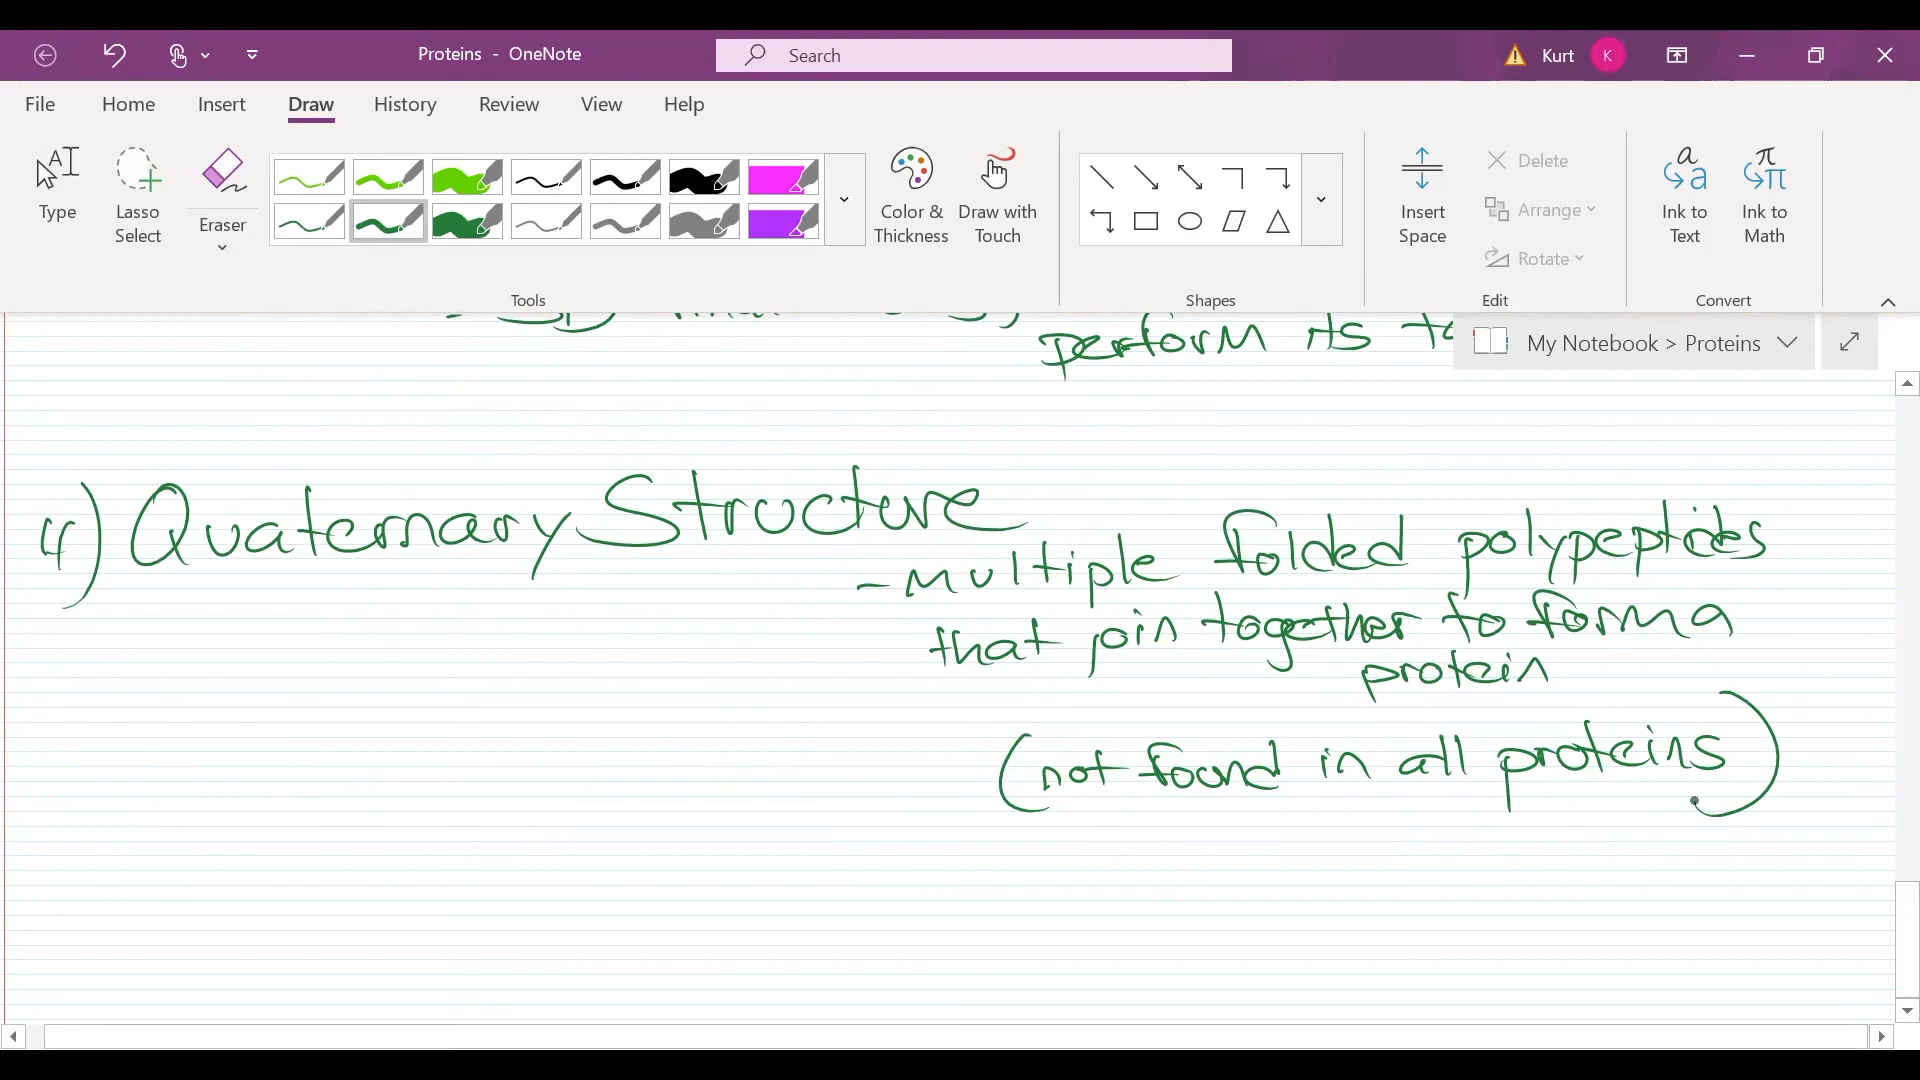 Proteins - OneNote
Search
Kurt
K
File Home Insert Draw History Review View Help
Type
Lasso Select
Eraser
Color & Thickness
Draw with Touch
Insert Space
Delete
Arrange
Rotate
Ink to Text
Ink to Math
Tools
Shapes
Edit
Convert
My Notebook > Proteins
perform its
4) Quaternary Structure
- multiple folded polypeptides
that join together to form a
protein
(not found in all proteins)